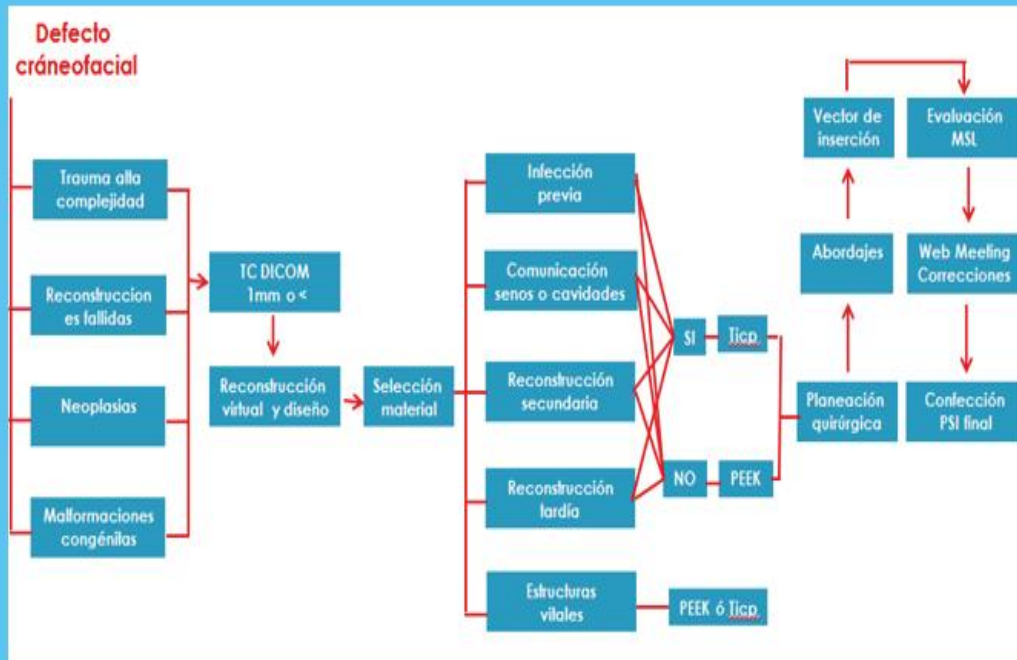 Defecto
cráneofacial
Trauma alta
complejidad
Reconstruccion
es fallidas
Neoplasias
Malformaciones
congénitas
TC DICOM
1mm o <
Reconstrucción
virtual y diseño
Selección
material
Infección
previa
Comunicación
senos o cavidades
Reconstrucción
secundaria
Reconstrucción
tardía
Estructuras
vitales
SI
Ticp
NO
PEEK
PEEK ó Ticp
Planeación
quirúrgica
Abordajes
Vector de
inserción
Evaluación
MSL
Web Meeting
Correcciones
Confección
PSI final